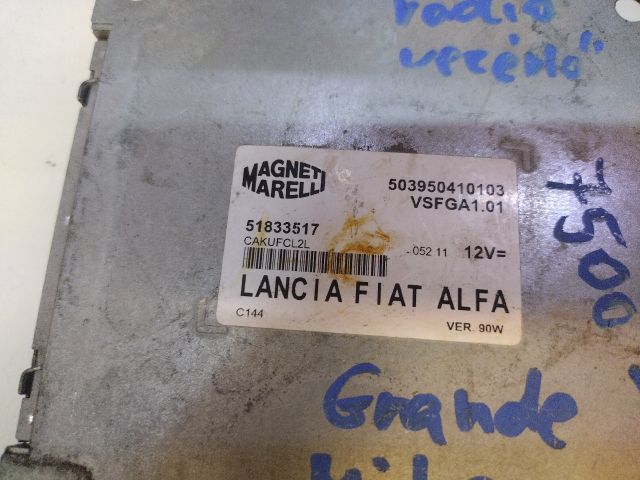 radio
vezérlő"
MAGNETI
MARELLI
503950410103
VSFGA1.01
51833517
CAKUFCL2L
052 11 12V=
LANCIA FIAT ALFA
C144
VER. 90W
7500
Grande